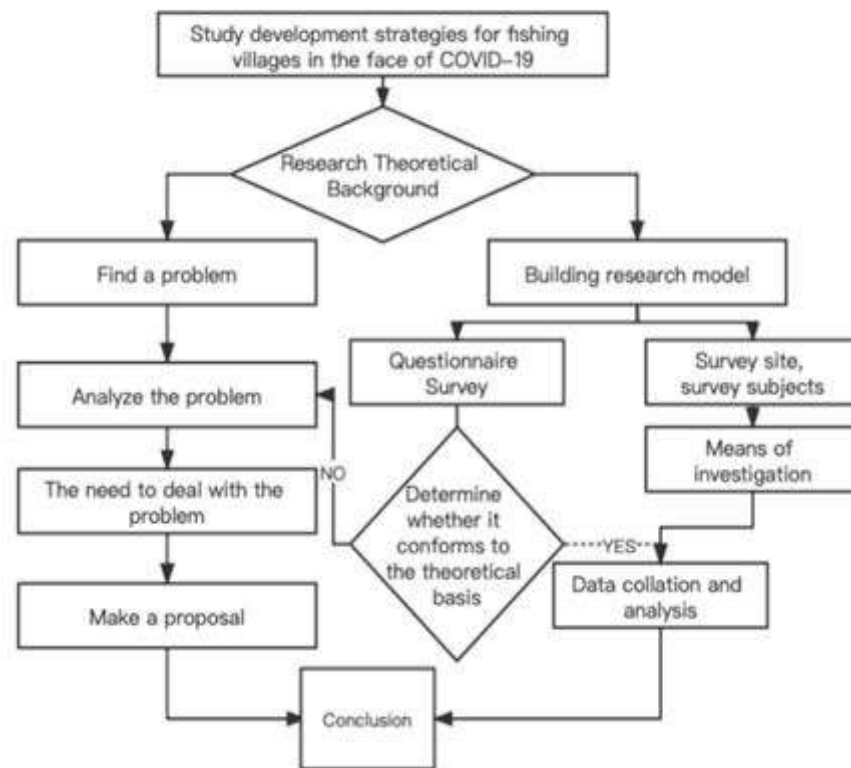 Study development strategies for fishing
villages in the face of COVID–19
Research Theoretical
Background
Find a problem
Building research model
Questionnaire
Survey
Survey site,
survey subjects
Analyze the problem
Means of
investigation
NO
The need to deal with the
problem
Determine
whether it
conforms to
the theoretical
basis
YES
Data collation and
analysis
Make a proposal
Conclusion